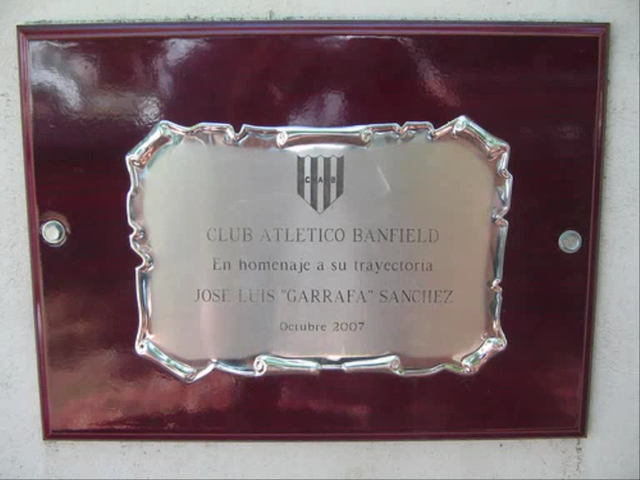 C A B
CLUB ATLETICO BANFIELD
En homenaje a su trayectoria
JOSE LUIS "GARRAFA" SANCHEZ
Octubre 2007